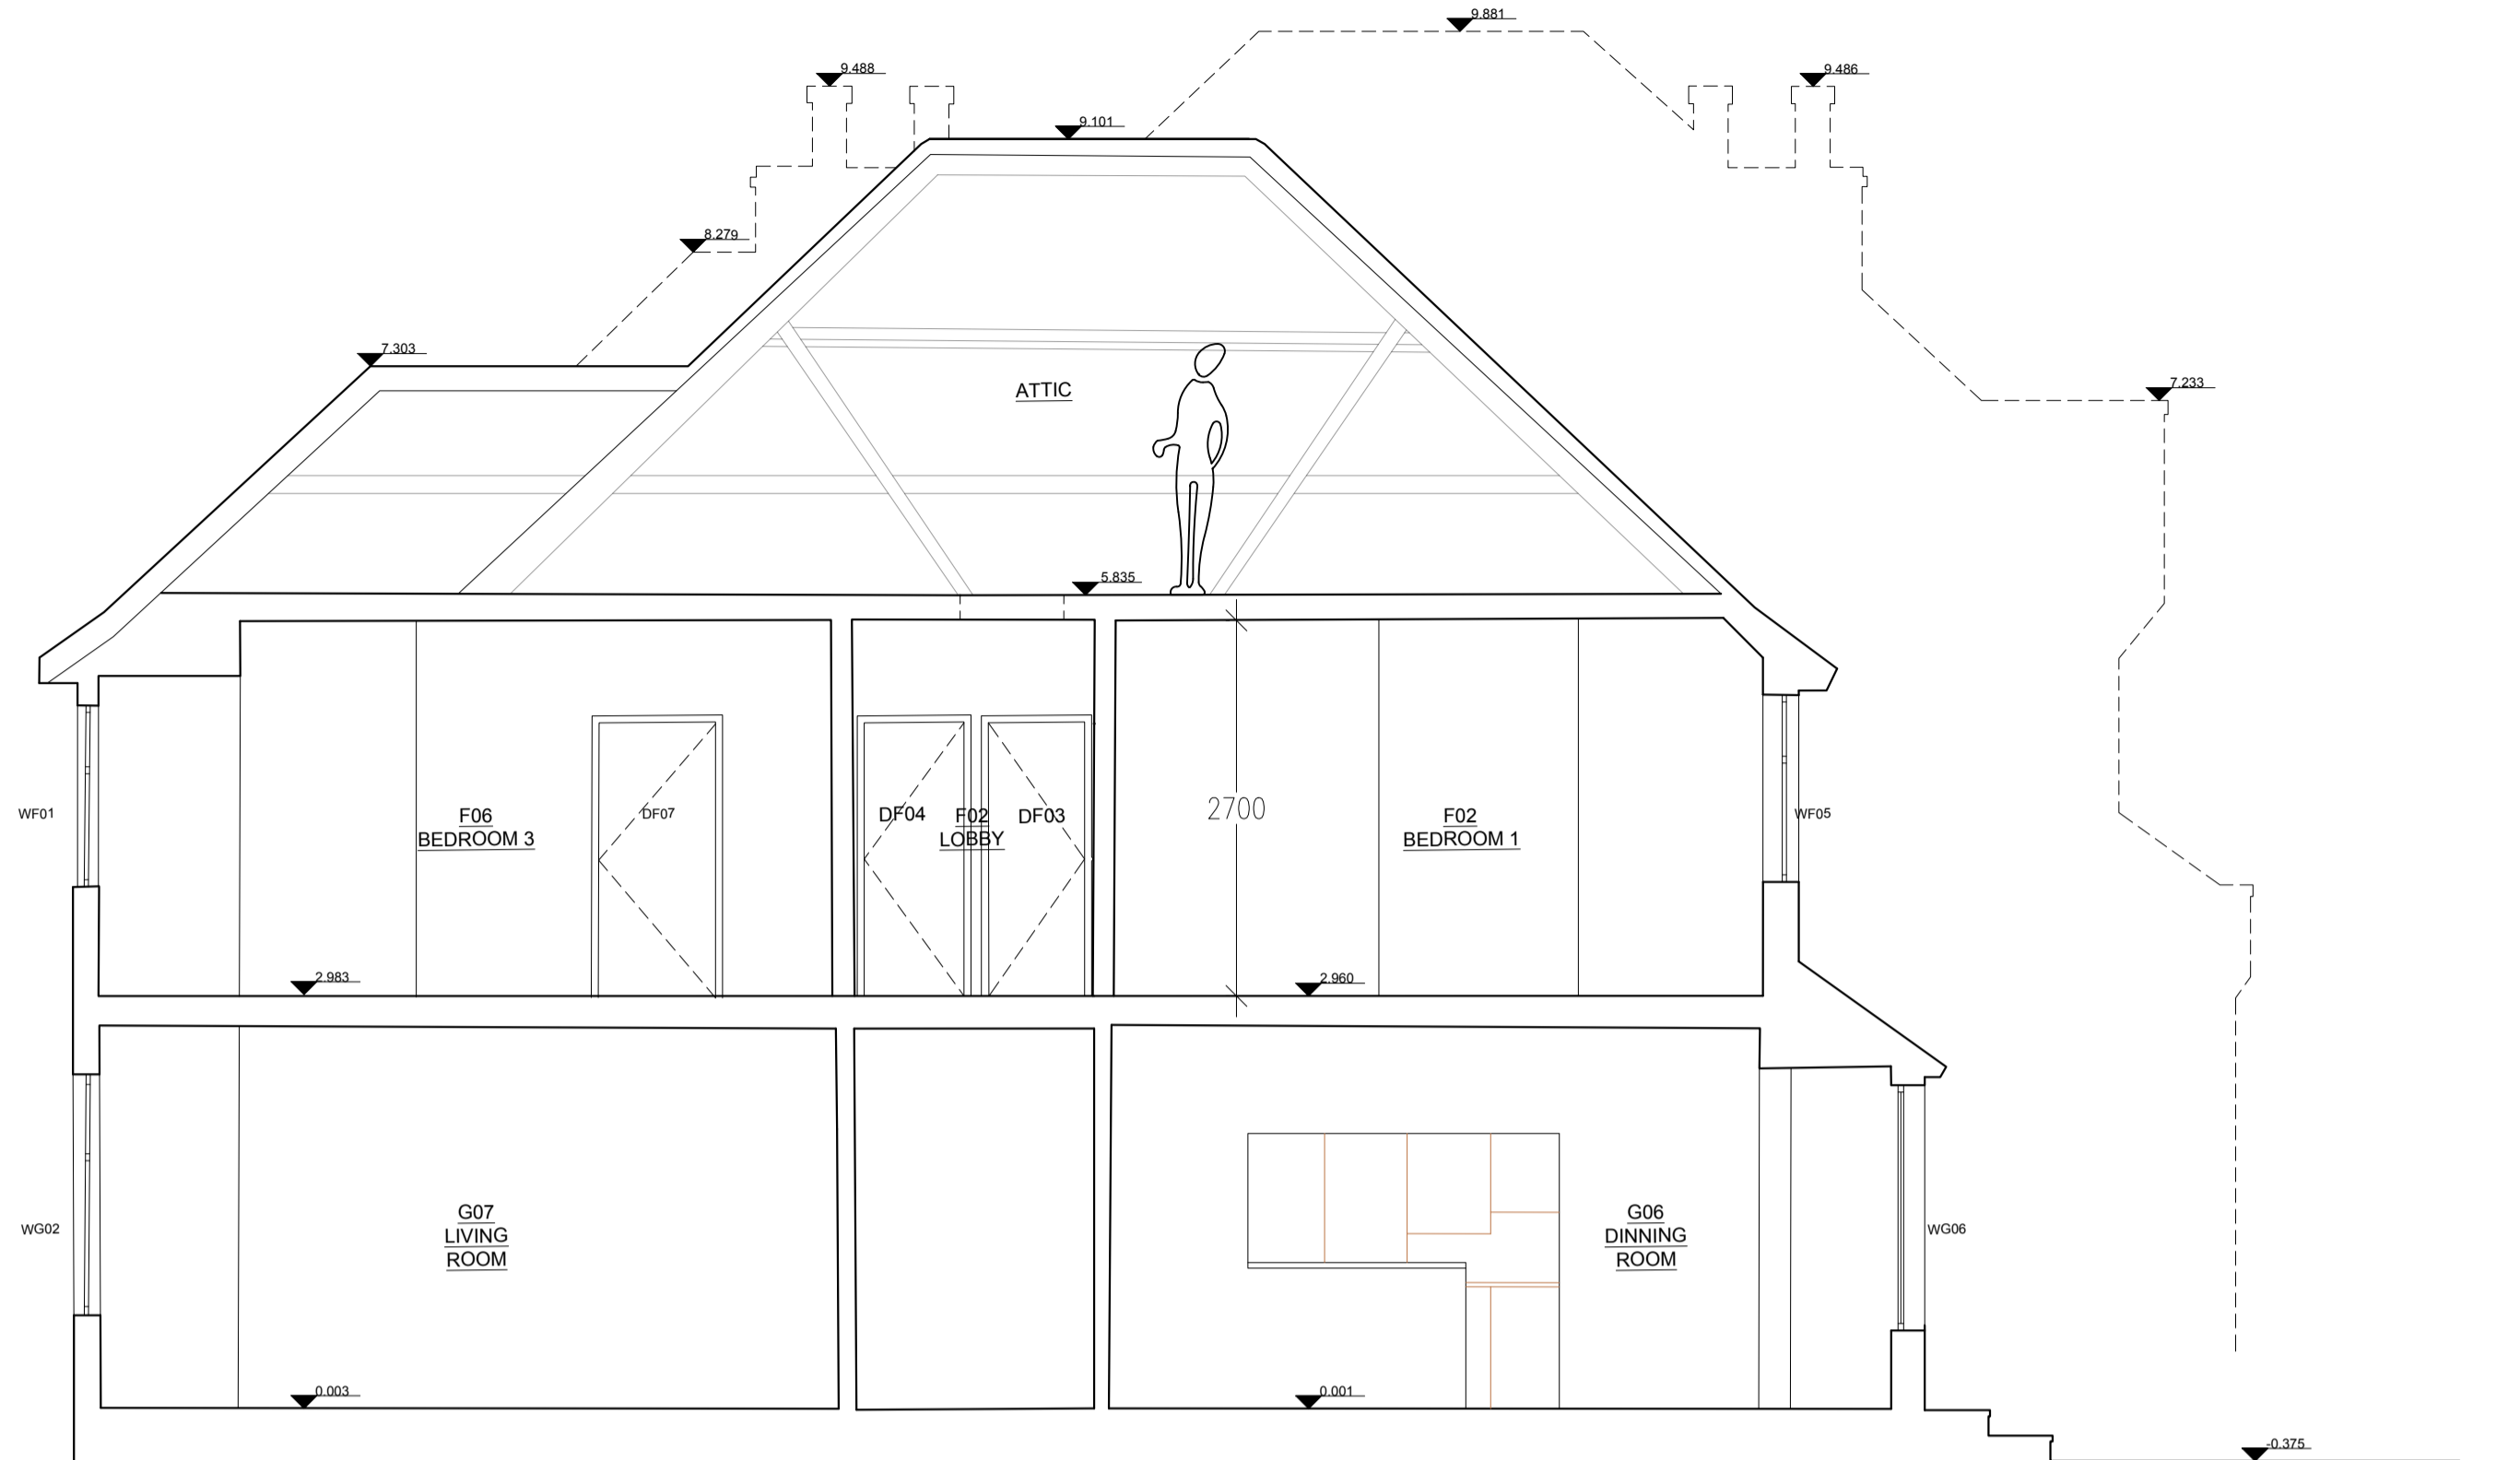 9.881
9.488
9.486
9.101
8.279
7.303
7.233
ATTIC
5.835
WF01
F06
BEDROOM 3
DF07
DF04
F02
LOBBY
DF03
2700
F02
BEDROOM 1
WF05
2.983
2.960
WG02
G07
LIVING
ROOM
G06
DINNING
ROOM
WG06
0.003
0.001
-0.375